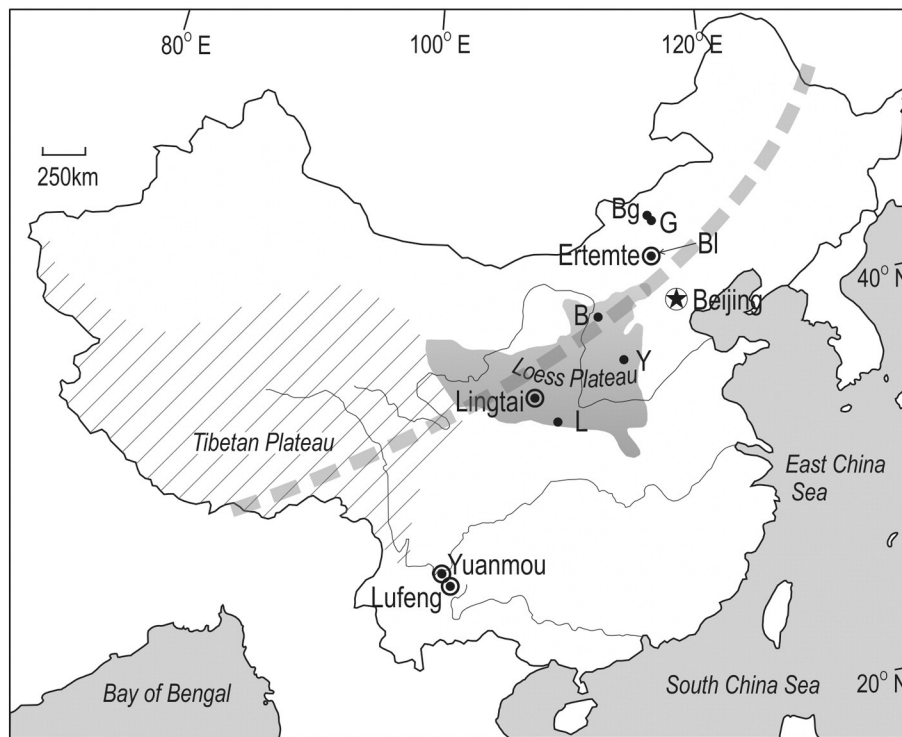 80° E
100° E
120° E
250km
Bg
G
Bl
Ertemte
40° N
Beijing
B
Y
Loess Plateau
Lingtai
L
Tibetan Plateau
East China
Sea
Yuanmou
Lufeng
Bay of Bengal
South China Sea
20° N